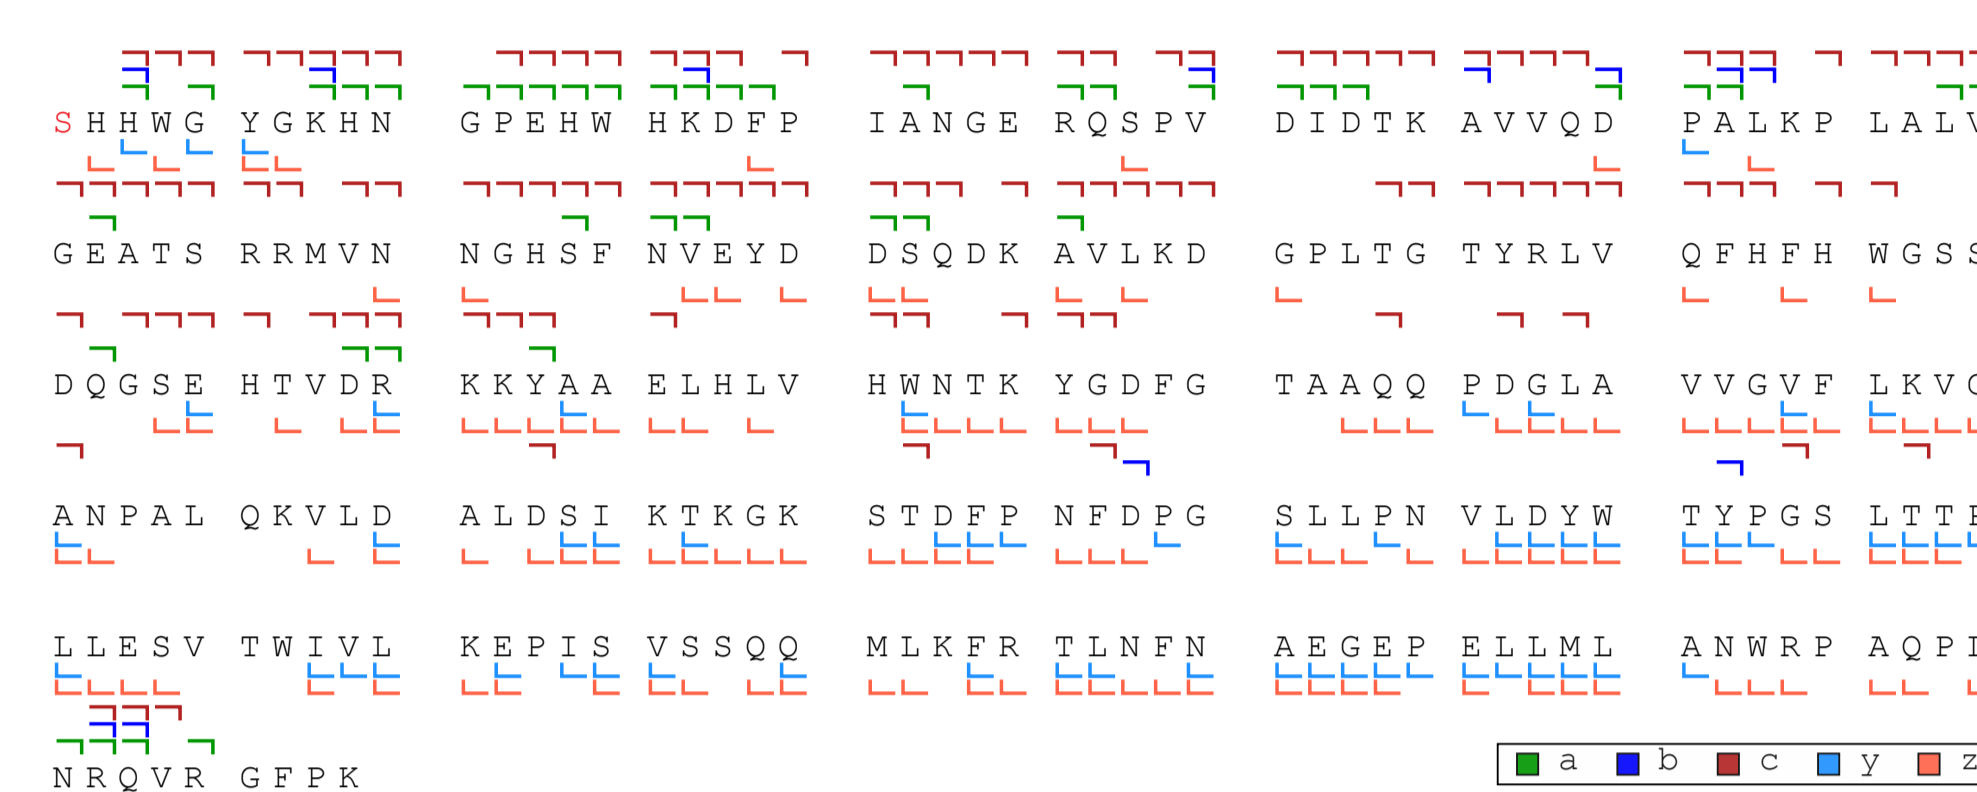 SHHWG YGKHN GPEHW HKDFP IANGE RQSPV DIDTK AVVQD PALKP LALV
GEATS RRMVN NGHSF NVEYD DSQDK AVLKD GPLTG TYRLV QFHFH WGSS
DQGSE HTVDR KKYAA ELHLV HWNTK YGDFG TAAQQ PDGLA VVGVF LKV
ANPAL QKVLD ALDSI KTKGK STDFP NFDPG SLLPN VLDYW TYPGS LTT
LLESV TWIVL KEPIS VSSQQ MLKFR TLNFN AEGEP ELLML ANWRP AQP
NRQVR GFPK
a b c y z